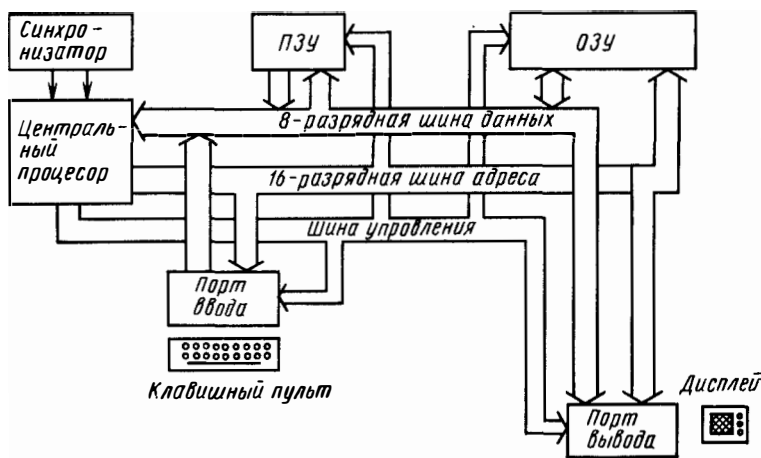 Синхро-
низатор
ПЗУ
ОЗУ
Централь-
ный
процесор
8-разрядная шина данных
16-разрядная шина адреса
Шина управления
Порт
ввода
Клавишный пульт
Дисплей
Порт
вывода